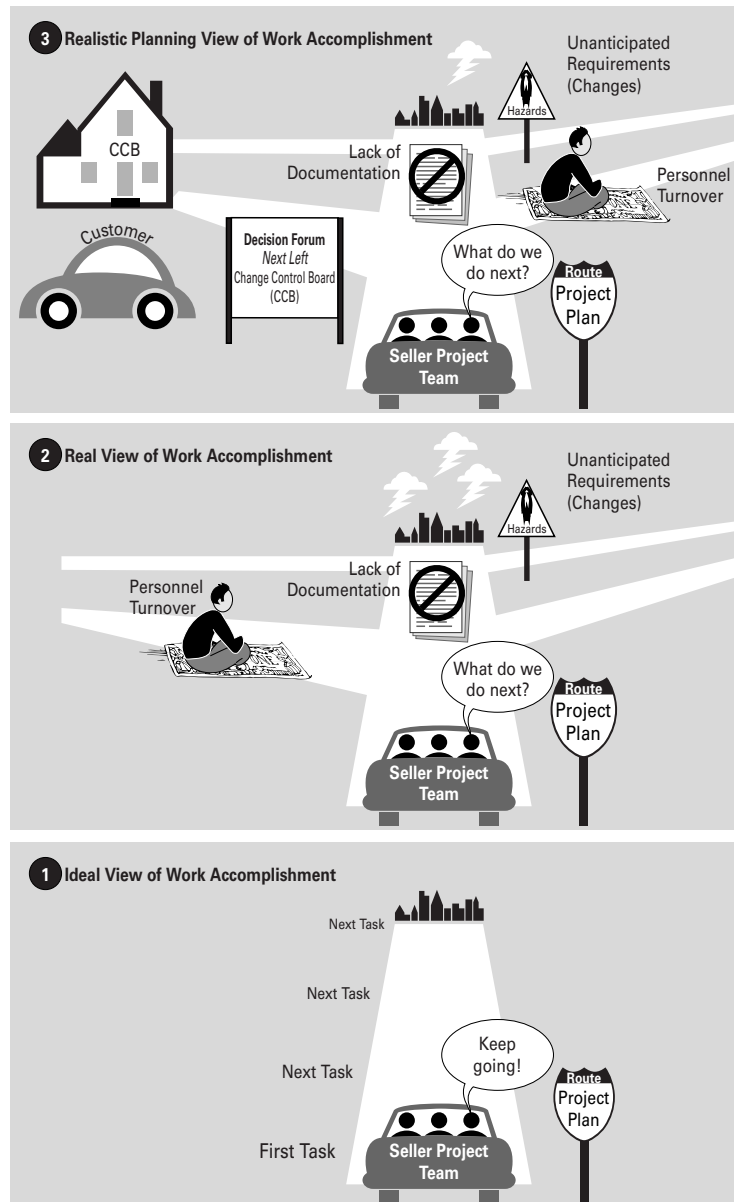 3 Realistic Planning View of Work Accomplishment
Unanticipated
Requirements
(Changes)
Hazards
CCB
Lack of
Documentation
Personnel
Turnover
Customer
Decision Forum
Next Left
Change Control Board
(CCB)
What do we
do next?
Route
Project
Plan
Seller Project
Team
2 Real View of Work Accomplishment
Unanticipated
Requirements
(Changes)
Hazards
Lack of
Documentation
Personnel
Turnover
What do we
do next?
Route
Project
Plan
Seller Project
Team
1 Ideal View of Work Accomplishment
Next Task
Next Task
Next Task
First Task
Keep
going!
Route
Project
Plan
Seller Project
Team